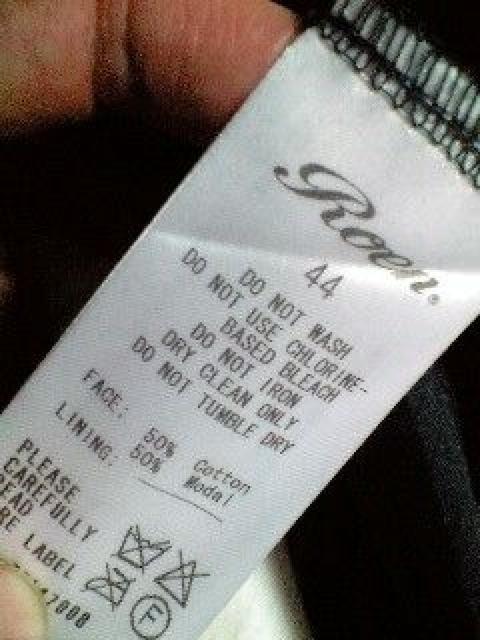 Roen®
44
DO NOT WASH
DO NOT USE CHLORINE-
BASED BLEACH
DO NOT IRON
DRY CLEAN ONLY
DO NOT TUMBLE DRY
FACE: 50% Cotton
LINING: 50% Modal
PLEASE
CAREFULLY
READ
RE LABEL
F